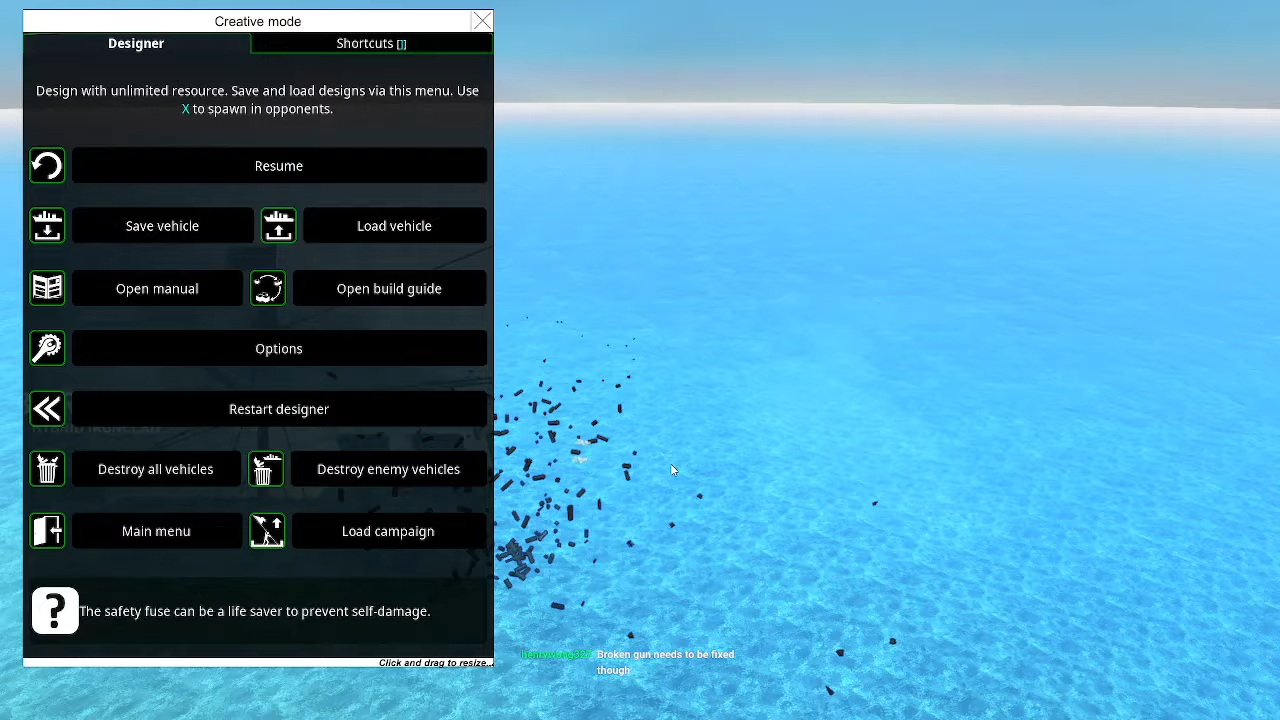 Creative mode
Designer
Shortcuts []]
Design with unlimited resource. Save and load designs via this menu. Use
X to spawn in opponents.
Resume
Save vehicle
Load vehicle
Open manual
Open build guide
Options
Restart designer
Destroy all vehicles
Destroy enemy vehicles
Main menu
Load campaign
?
The safety fuse can be a life saver to prevent self-damage.
Click and drag to resize...
Broken gun needs to be fixed
though